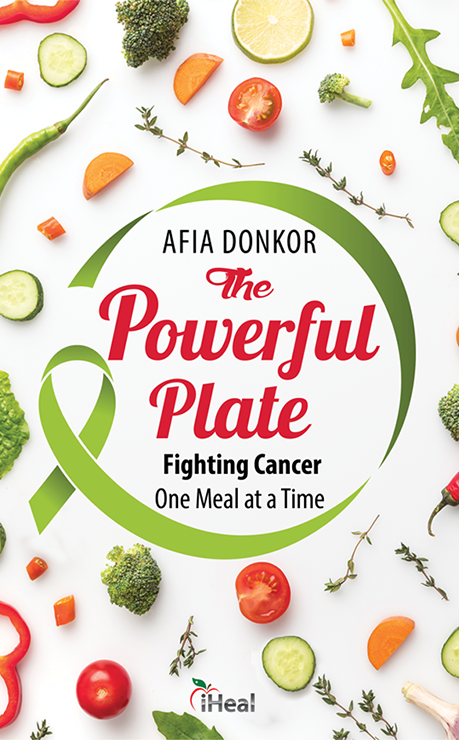 AFIA DONKOR
The
Powerful
Plate
Fighting Cancer
One Meal at a Time
iHeal